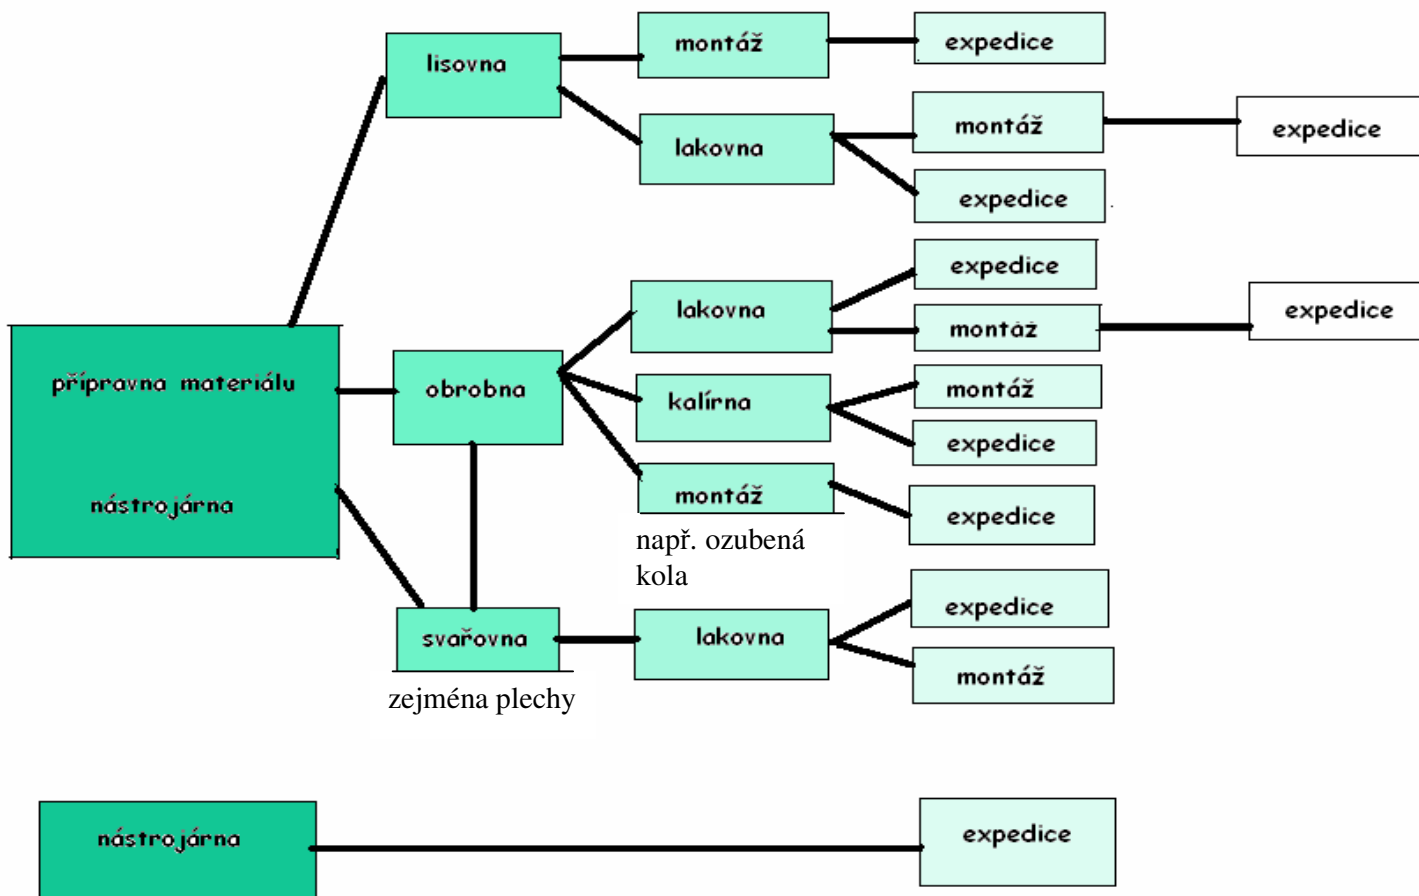 lisovna
montáž
expedice
lakovna
montáž
expedice
expedice
přípravna materiálu
nástrojárna
obrobna
lakovna
expedice
montáž
expedice
kalírna
montáž
expedice
montáž
expedice
např. ozubená
kola
svařovna
zejména plechy
lakovna
expedice
montáž
nástrojárna
expedice